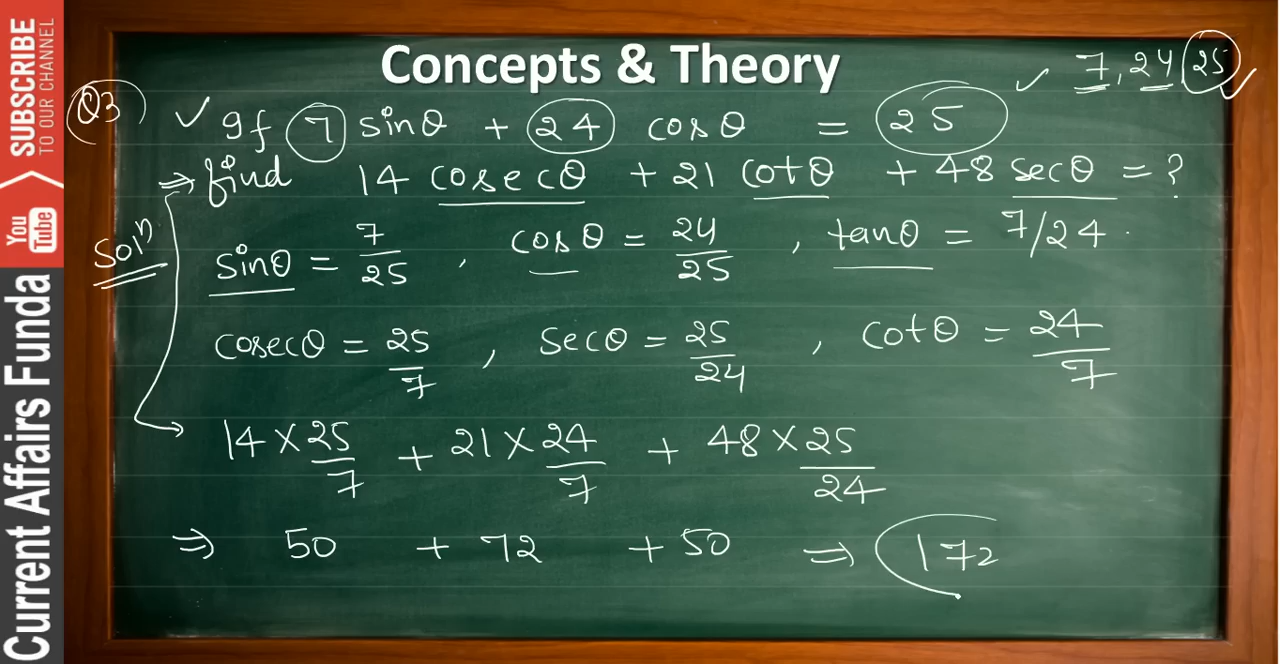 SUBSCRIBE
TO OUR CHANNEL
You
Tube
Current Affairs Funda
Concepts & Theory
7, 24, 25
Q3 If 7 sinθ + 24 cosθ = 25
⇒ find 14 cosecθ + 21 cotθ + 48 secθ = ?
Solⁿ
sinθ = 7/25 , cosθ = 24/25 , tanθ = 7/24
cosecθ = 25/7 , secθ = 25/24 , cotθ = 24/7
14 × 25/7 + 21 × 24/7 + 48 × 25/24
⇒ 50 + 72 + 50 ⇒ 172